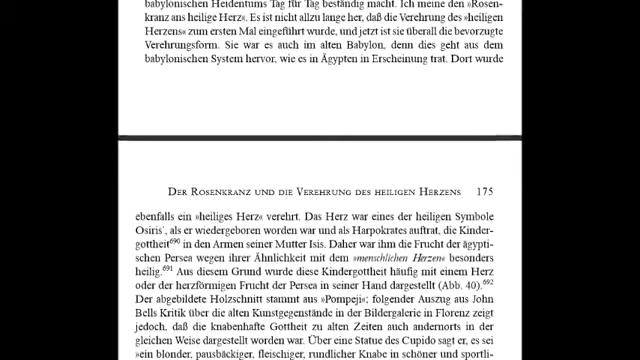 babylonischen Heidentums Tag für Tag beständig macht. Ich meine den »Rosen-
kranz ans heilige Herz«. Es ist nicht allzu lange her, daß die Verehrung des »heiligen
Herzens« zum ersten Mal eingeführt wurde, und jetzt ist sie überall die bevorzugte
Verehrungsform. Sie war es auch im alten Babylon, denn dies geht aus dem
babylonischen System hervor, wie es in Ägypten in Erscheinung trat. Dort wurde
DER ROSENKRANZ UND DIE VEREHRUNG DES HEILIGEN HERZENS 175
ebenfalls ein »heiliges Herz« verehrt. Das Herz war eines der heiligen Symbole
Osiris', als er wiedergeboren worden war und als Harpokrates auftrat, die Kinder-
gottheit690 in den Armen seiner Mutter Isis. Daher war ihm die Frucht der ägypti-
schen Persea wegen ihrer Ähnlichkeit mit dem »menschlichen Herzen« besonders
heilig.691 Aus diesem Grund wurde diese Kindergottheit häufig mit einem Herz
oder der herzförmigen Frucht der Persea in seiner Hand dargestellt (Abb. 40).692
Der abgebildete Holzschnitt stammt aus »Pompeji«; folgender Auszug aus John
Bells Kritik über die alten Kunstgegenstände in der Bildergalerie in Florenz zeigt
jedoch, daß die knabenhafte Gottheit zu alten Zeiten auch andernorts in der
gleichen Weise dargestellt worden war. Über eine Statue des Cupido sagt er, es sei
»ein blonder, pausbäckiger, fleischiger, rundlicher Knabe in schöner und sportli-